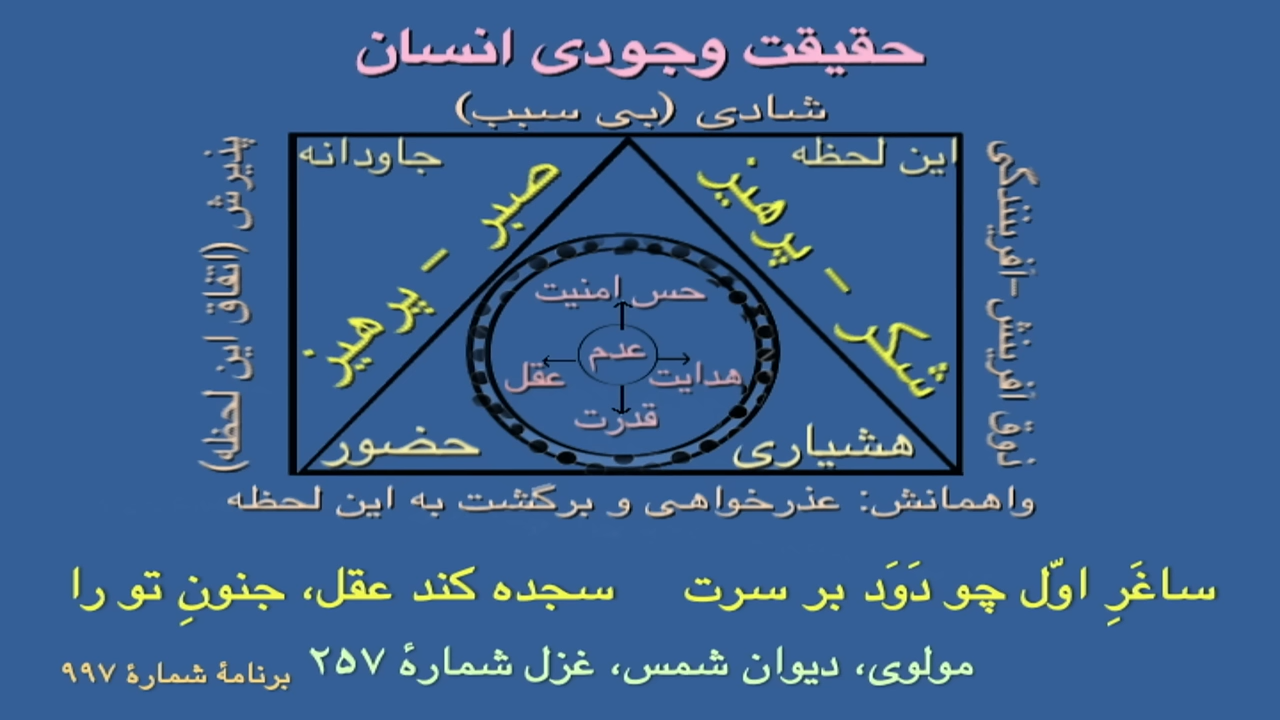 حقیقت وجودی انسان
شادی (بی سبب)
این لحظه
جاودانه
شکر - پرهیز
صبر - پرهیز
ذوق آفرینش -آفرینندگی
پذیرش (اتفاق این لحظه)
حس امنیت
عدم
هدایت
عقل
قدرت
هشیاری
حضور
واهمانش: عذرخواهی و برگشت به این لحظه
ساغَرِ اوّل چو دَوَد بر سرت    سجده کند عقل، جنونِ تو را
مولوی، دیوان شمس، غزل شمارهٔ ۲۵۷
برنامهٔ شمارهٔ ۹۹۷